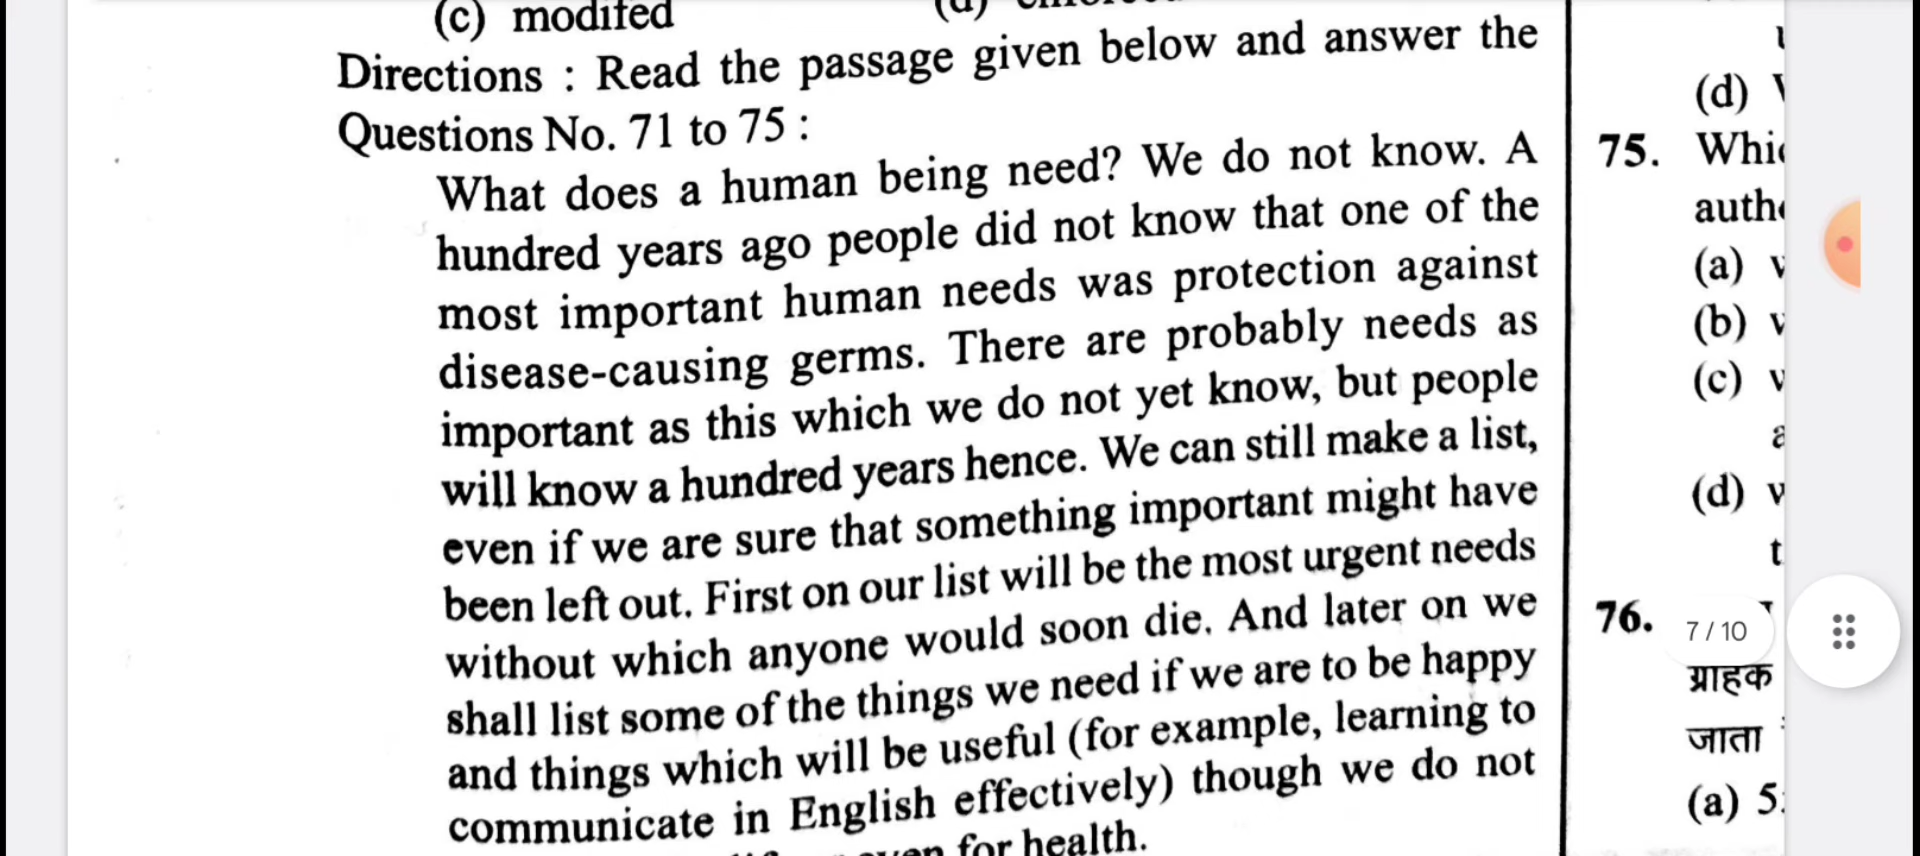 (c) modifed
Directions : Read the passage given below and answer the
Questions No. 71 to 75 :
What does a human being need? We do not know. A
hundred years ago people did not know that one of the
most important human needs was protection against
disease-causing germs. There are probably needs as
important as this which we do not yet know, but people
will know a hundred years hence. We can still make a list,
even if we are sure that something important might have
been left out. First on our list will be the most urgent needs
without which anyone would soon die. And later on we
shall list some of the things we need if we are to be happy
and things which will be useful (for example, learning to
communicate in English effectively) though we do not
even for health.
(d)
75.
(a)
(b)
(c)
(d)
76.
7 / 10
ग्राहक
जाता
(a) 5